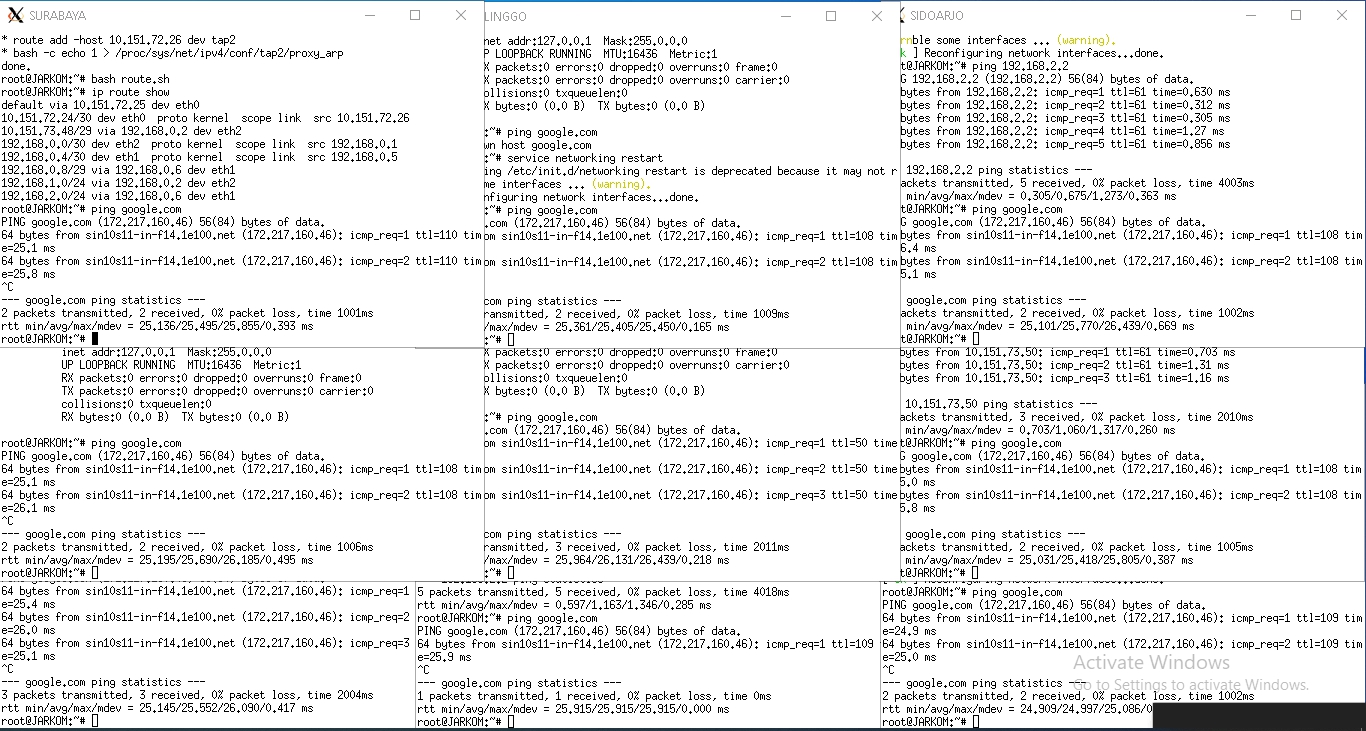 SURABAYA
* route add -host 10.151.72.26 dev tap2
* bash -c echo 1 > /proc/sys/net/ipv4/conf/tap2/proxy_arp
done.
root@JARKOM:~# bash route.sh
root@JARKOM:~# ip route show
default via 10.151.72.25 dev eth0
10.151.72.24/30 dev eth0  proto kernel  scope link  src 10.151.72.26
10.151.73.48/29 via 192.168.0.2 dev eth2
192.168.0.0/30 dev eth2  proto kernel  scope link  src 192.168.0.1
192.168.0.4/30 dev eth1  proto kernel  scope link  src 192.168.0.5
192.168.0.8/29 via 192.168.0.6 dev eth1
192.168.1.0/24 via 192.168.0.2 dev eth2
192.168.2.0/24 via 192.168.0.6 dev eth1
root@JARKOM:~# ping google.com
PING google.com (172.217.160.46) 56(84) bytes of data.
64 bytes from sin10s11-in-f14.1e100.net (172.217.160.46): icmp_req=1 ttl=110 tim
e=25.1 ms
64 bytes from sin10s11-in-f14.1e100.net (172.217.160.46): icmp_req=2 ttl=110 tim
e=25.8 ms
^C
--- google.com ping statistics ---
2 packets transmitted, 2 received, 0% packet loss, time 1001ms
rtt min/avg/max/mdev = 25.136/25.495/25.855/0.393 ms
root@JARKOM:~#
LINGGO
net addr:127.0.0.1  Mask:255.0.0.0
P LOOPBACK RUNNING  MTU:16436  Metric:1
X packets:0 errors:0 dropped:0 overruns:0 frame:0
X packets:0 errors:0 dropped:0 overruns:0 carrier:0
ollisions:0 txqueuelen:0
X bytes:0 (0.0 B)  TX bytes:0 (0.0 B)
:~# ping google.com
wn host google.com
:~# service networking restart
ing /etc/init.d/networking restart is deprecated because it may not r
me interfaces ... (warning).
nfiguring network interfaces...done.
:~# ping google.com
.com (172.217.160.46) 56(84) bytes of data.
om sin10s11-in-f14.1e100.net (172.217.160.46): icmp_req=1 ttl=108 tim
om sin10s11-in-f14.1e100.net (172.217.160.46): icmp_req=2 ttl=108 tim
com ping statistics ---
ransmitted, 2 received, 0% packet loss, time 1009ms
/max/mdev = 25.361/25.405/25.450/0.165 ms
:~#
SIDOARJO
rnble some interfaces ... (warning).
k ] Reconfiguring network interfaces...done.
t@JARKOM:~# ping 192.168.2.2
G 192.168.2.2 (192.168.2.2) 56(84) bytes of data.
bytes from 192.168.2.2: icmp_req=1 ttl=61 time=0.630 ms
bytes from 192.168.2.2: icmp_req=2 ttl=61 time=0.312 ms
bytes from 192.168.2.2: icmp_req=3 ttl=61 time=0.305 ms
bytes from 192.168.2.2: icmp_req=4 ttl=61 time=1.27 ms
bytes from 192.168.2.2: icmp_req=5 ttl=61 time=0.856 ms
192.168.2.2 ping statistics ---
ackets transmitted, 5 received, 0% packet loss, time 4003ms
min/avg/max/mdev = 0.305/0.675/1.273/0.363 ms
t@JARKOM:~# ping google.com
G google.com (172.217.160.46) 56(84) bytes of data.
bytes from sin10s11-in-f14.1e100.net (172.217.160.46): icmp_req=1 ttl=108 tim
6.4 ms
bytes from sin10s11-in-f14.1e100.net (172.217.160.46): icmp_req=2 ttl=108 tim
5.1 ms
google.com ping statistics ---
ackets transmitted, 2 received, 0% packet loss, time 1002ms
min/avg/max/mdev = 25.101/25.770/26.439/0.669 ms
t@JARKOM:~#
inet addr:127.0.0.1  Mask:255.0.0.0
UP LOOPBACK RUNNING  MTU:16436  Metric:1
RX packets:0 errors:0 dropped:0 overruns:0 frame:0
TX packets:0 errors:0 dropped:0 overruns:0 carrier:0
collisions:0 txqueuelen:0
RX bytes:0 (0.0 B)  TX bytes:0 (0.0 B)
root@JARKOM:~# ping google.com
PING google.com (172.217.160.46) 56(84) bytes of data.
64 bytes from sin10s11-in-f14.1e100.net (172.217.160.46): icmp_req=1 ttl=108 tim
e=25.1 ms
64 bytes from sin10s11-in-f14.1e100.net (172.217.160.46): icmp_req=2 ttl=108 tim
e=26.1 ms
^C
--- google.com ping statistics ---
2 packets transmitted, 2 received, 0% packet loss, time 1006ms
rtt min/avg/max/mdev = 25.195/25.690/26.185/0.495 ms
root@JARKOM:~#
X packets:0 errors:0 dropped:0 overruns:0 frame:0
X packets:0 errors:0 dropped:0 overruns:0 carrier:0
ollisions:0 txqueuelen:0
X bytes:0 (0.0 B)  TX bytes:0 (0.0 B)
:~# ping google.com
.com (172.217.160.46) 56(84) bytes of data.
om sin10s11-in-f14.1e100.net (172.217.160.46): icmp_req=1 ttl=50 time
om sin10s11-in-f14.1e100.net (172.217.160.46): icmp_req=2 ttl=50 time
om sin10s11-in-f14.1e100.net (172.217.160.46): icmp_req=3 ttl=50 time
com ping statistics ---
ransmitted, 3 received, 0% packet loss, time 2011ms
/max/mdev = 25.964/26.131/26.439/0.218 ms
:~#
bytes from 10.151.73.50: icmp_req=1 ttl=61 time=0.703 ms
bytes from 10.151.73.50: icmp_req=2 ttl=61 time=1.31 ms
bytes from 10.151.73.50: icmp_req=3 ttl=61 time=1.16 ms
10.151.73.50 ping statistics ---
ackets transmitted, 3 received, 0% packet loss, time 2010ms
min/avg/max/mdev = 0.703/1.060/1.317/0.260 ms
t@JARKOM:~# ping google.com
G google.com (172.217.160.46) 56(84) bytes of data.
bytes from sin10s11-in-f14.1e100.net (172.217.160.46): icmp_req=1 ttl=108 tim
5.0 ms
bytes from sin10s11-in-f14.1e100.net (172.217.160.46): icmp_req=2 ttl=108 tim
5.8 ms
google.com ping statistics ---
ackets transmitted, 2 received, 0% packet loss, time 1005ms
min/avg/max/mdev = 25.031/25.418/25.805/0.387 ms
t@JARKOM:~#
64 bytes from sin10s11-in-f14.1e100.net (172.217.160.46): icmp_req=1
e=25.4 ms
64 bytes from sin10s11-in-f14.1e100.net (172.217.160.46): icmp_req=2
e=26.0 ms
64 bytes from sin10s11-in-f14.1e100.net (172.217.160.46): icmp_req=3
e=25.1 ms
^C
--- google.com ping statistics ---
3 packets transmitted, 3 received, 0% packet loss, time 2004ms
rtt min/avg/max/mdev = 25.145/25.552/26.090/0.417 ms
root@JARKOM:~#
5 packets transmitted, 5 received, 0% packet loss, time 4018ms
rtt min/avg/max/mdev = 0.597/1.163/1.346/0.285 ms
root@JARKOM:~# ping google.com
PING google.com (172.217.160.46) 56(84) bytes of data.
64 bytes from sin10s11-in-f14.1e100.net (172.217.160.46): icmp_req=1 ttl=109
e=25.9 ms
^C
--- google.com ping statistics ---
1 packets transmitted, 1 received, 0% packet loss, time 0ms
rtt min/avg/max/mdev = 25.915/25.915/25.915/0.000 ms
root@JARKOM:~#
root@JARKOM:~# ping google.com
PING google.com (172.217.160.46) 56(84) bytes of data.
64 bytes from sin10s11-in-f14.1e100.net (172.217.160.46): icmp_req=1 ttl=109 tim
e=24.9 ms
64 bytes from sin10s11-in-f14.1e100.net (172.217.160.46): icmp_req=2 ttl=109 tim
e=25.0 ms
^C
--- google.com ping statistics ---
2 packets transmitted, 2 received, 0% packet loss, time 1002ms
rtt min/avg/max/mdev = 24.909/24.997/25.086/0
root@JARKOM:~#
Activate Windows
Go to Settings to activate Windows.